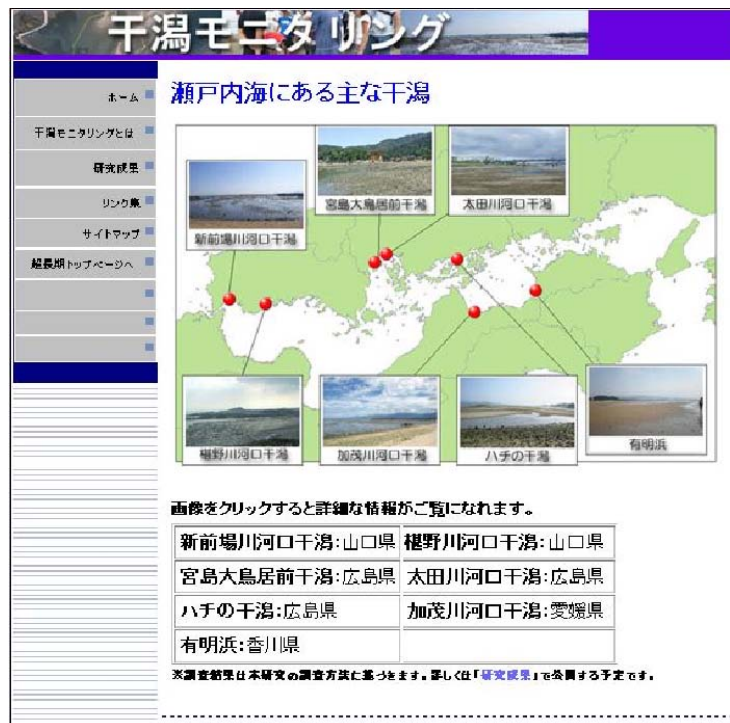 干潟モニタリング
ホーム
干潟モニタリングとは
研究成果
リンク集
サイトマップ
超長期トップページへ
瀬戸内海にある主な干潟
宮島大鳥居前干潟
太田川河口干潟
新前場川河口干潟
椹野川河口干潟
加茂川河口干潟
ハチの干潟
有明浜
画像をクリックすると詳細な情報がご覧になれます。
新前場川河口干潟:山口県 椹野川河口干潟:山口県
宮島大鳥居前干潟:広島県 太田川河口干潟:広島県
ハチの干潟:広島県 加茂川河口干潟:愛媛県
有明浜:香川県
※調査結果は本研究の調査方法に基づきます。詳しくは「研究成果」で公開する予定です。